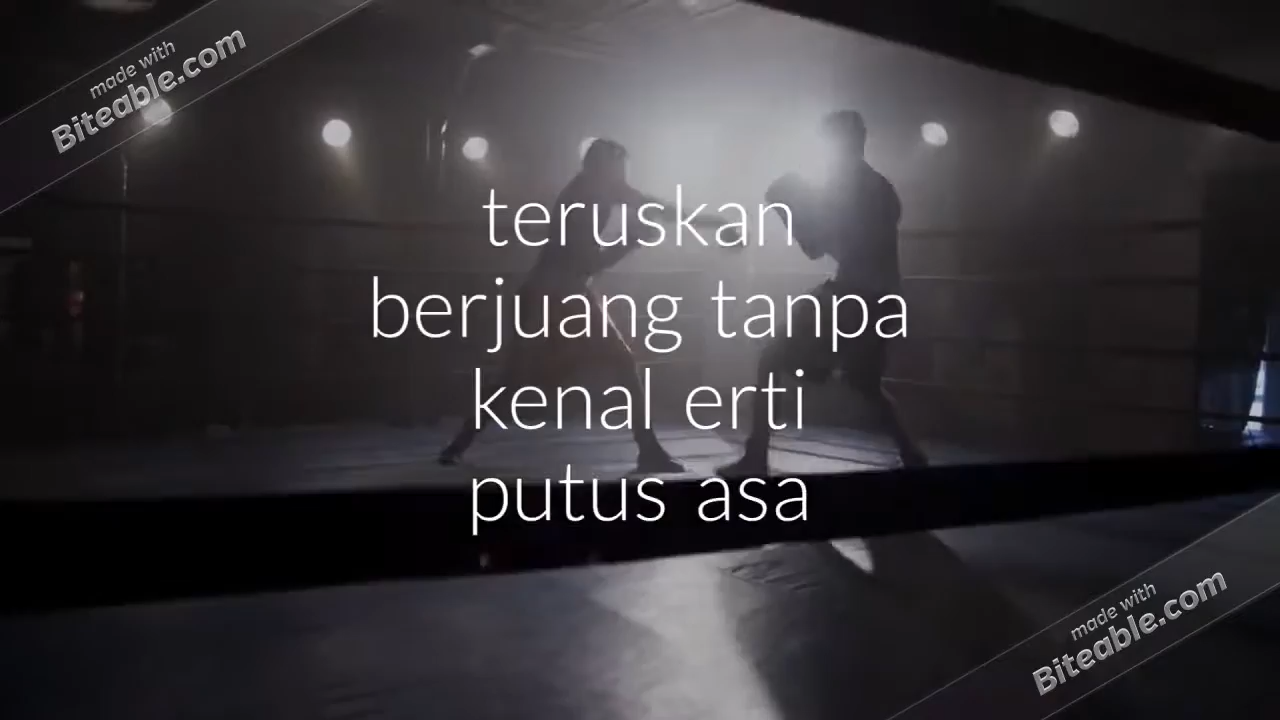 made with
Biteable.com
teruskan
berjuang tanpa
kenal erti
putus asa
made with
Biteable.com